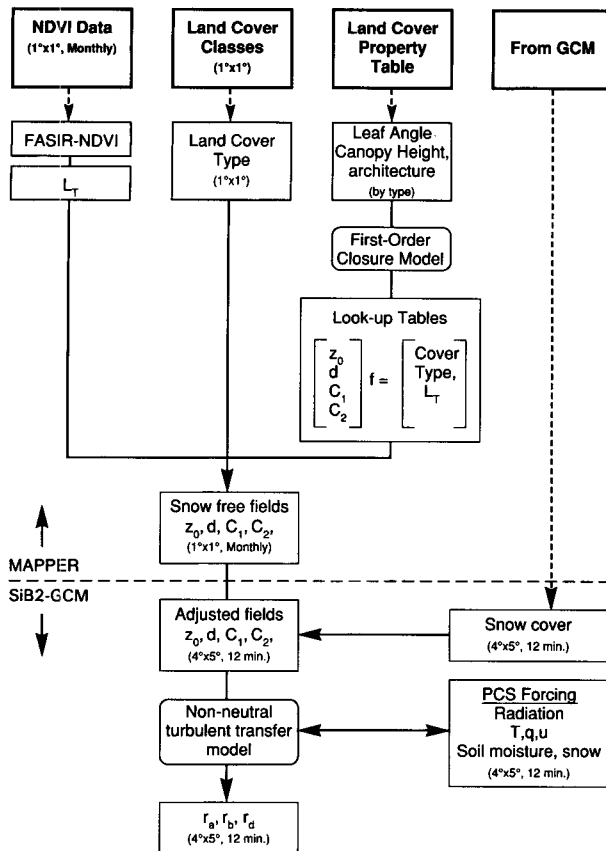 NDVI Data
(1°x1°, Monthly)
Land Cover
Classes
(1°x1°)
Land Cover
Property
Table
From GCM
FASIR-NDVI
L_T
Land Cover
Type
(1°x1°)
Leaf Angle
Canopy Height,
architecture
(by type)
First-Order
Closure Model
Look-up Tables
z_0
d
C_1
C_2
f =
Cover
Type,
L_T
Snow free fields
z_0, d, C_1, C_2,
(1°x1°, Monthly)
MAPPER
SiB2-GCM
Adjusted fields
z_0, d, C_1, C_2,
(4°x5°, 12 min.)
Snow cover
(4°x5°, 12 min.)
Non-neutral
turbulent transfer
model
PCS Forcing
Radiation
T,q,u
Soil moisture, snow
(4°x5°, 12 min.)
r_a, r_b, r_d
(4°x5°, 12 min.)